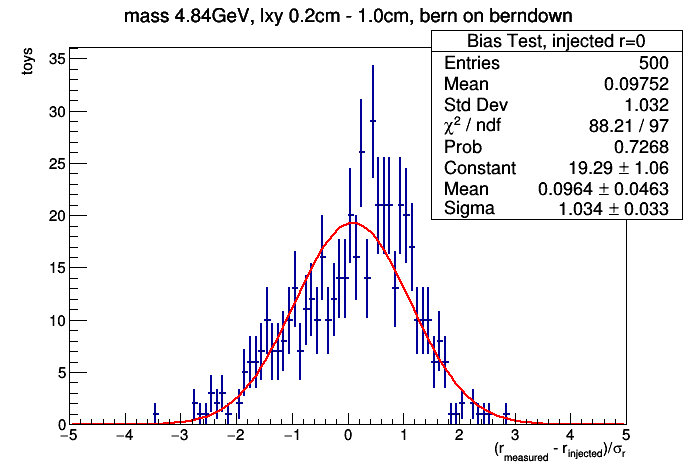 mass 4.84GeV, lxy 0.2cm - 1.0cm, bern on berndown
toys
Bias Test, injected r=0
Entries 500
Mean 0.09752
Std Dev 1.032
χ² / ndf 88.21 / 97
Prob 0.7268
Constant 19.29 ± 1.06
Mean 0.0964 ± 0.0463
Sigma 1.034 ± 0.033
35
30
25
20
15
10
5
0
−5 −4 −3 −2 −1 0 1 2 3 4 5
(r_measured - r_injected)/σ_r